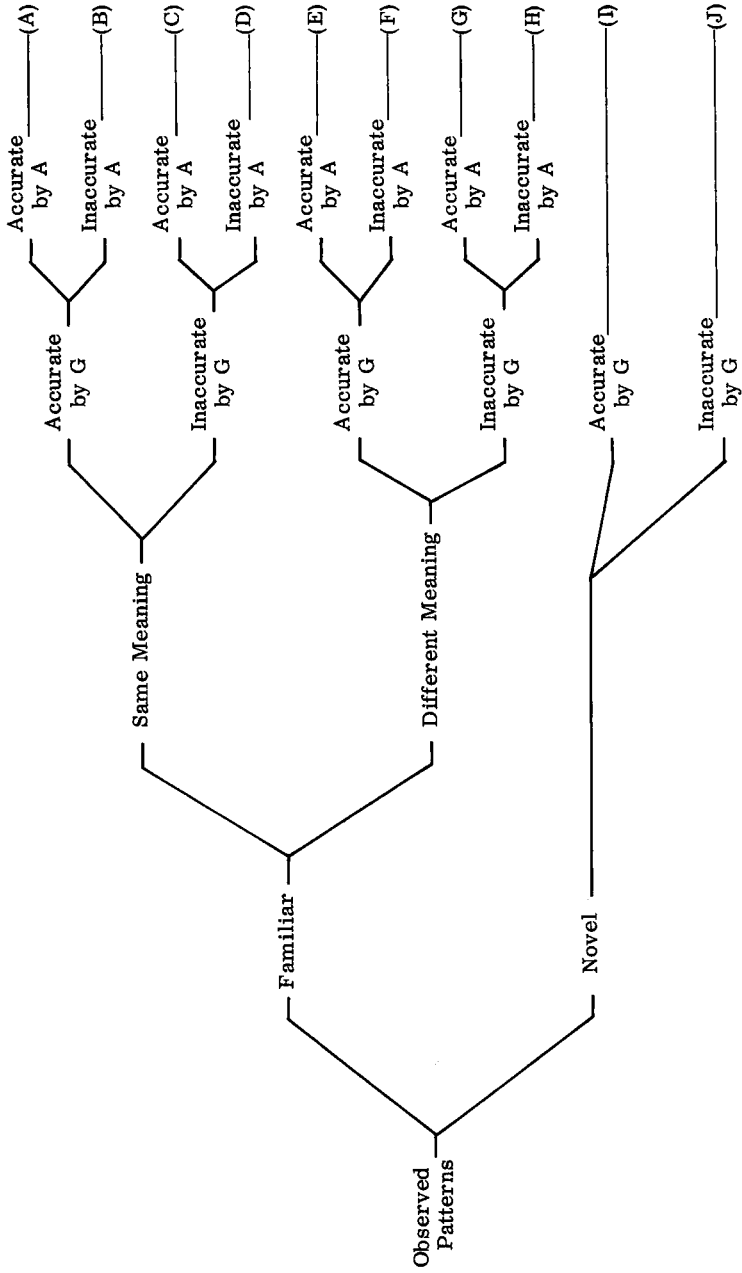 Observed
Patterns
Familiar
Novel
Same Meaning
Different Meaning
Accurate
by G
Inaccurate
by G
Accurate
by G
Inaccurate
by G
Accurate
by G
Inaccurate
by G
Accurate
by A
Inaccurate
by A
Accurate
by A
Inaccurate
by A
Accurate
by A
Inaccurate
by A
Accurate
by A
Inaccurate
by A
(A)
(B)
(C)
(D)
(E)
(F)
(G)
(H)
(I)
(J)